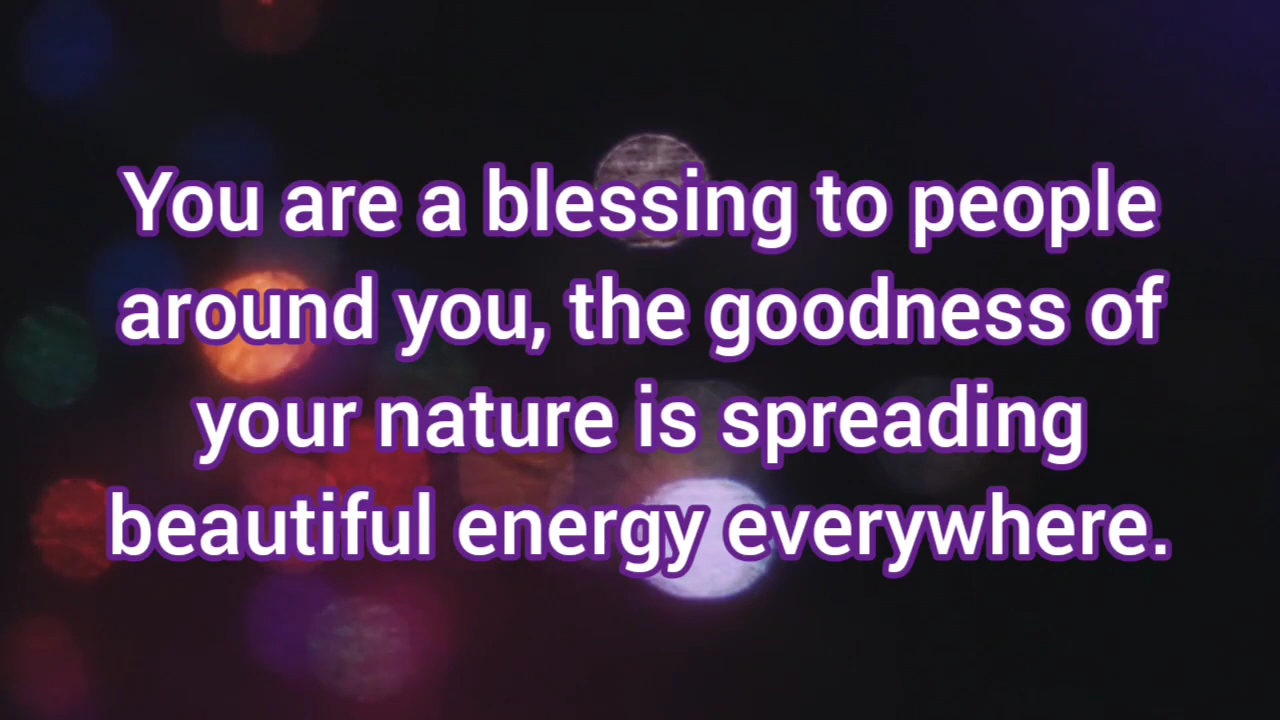 You are a blessing to people
around you, the goodness of
your nature is spreading
beautiful energy everywhere.